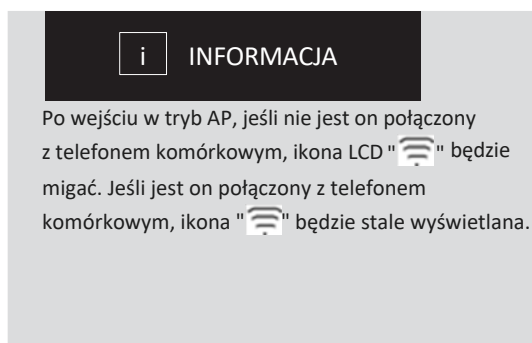 i INFORMACJA
Po wejściu w tryb AP, jeśli nie jest on połączony
z telefonem komórkowym, ikona LCD " " będzie
migać. Jeśli jest on połączony z telefonem
komórkowym, ikona " " będzie stale wyświetlana.